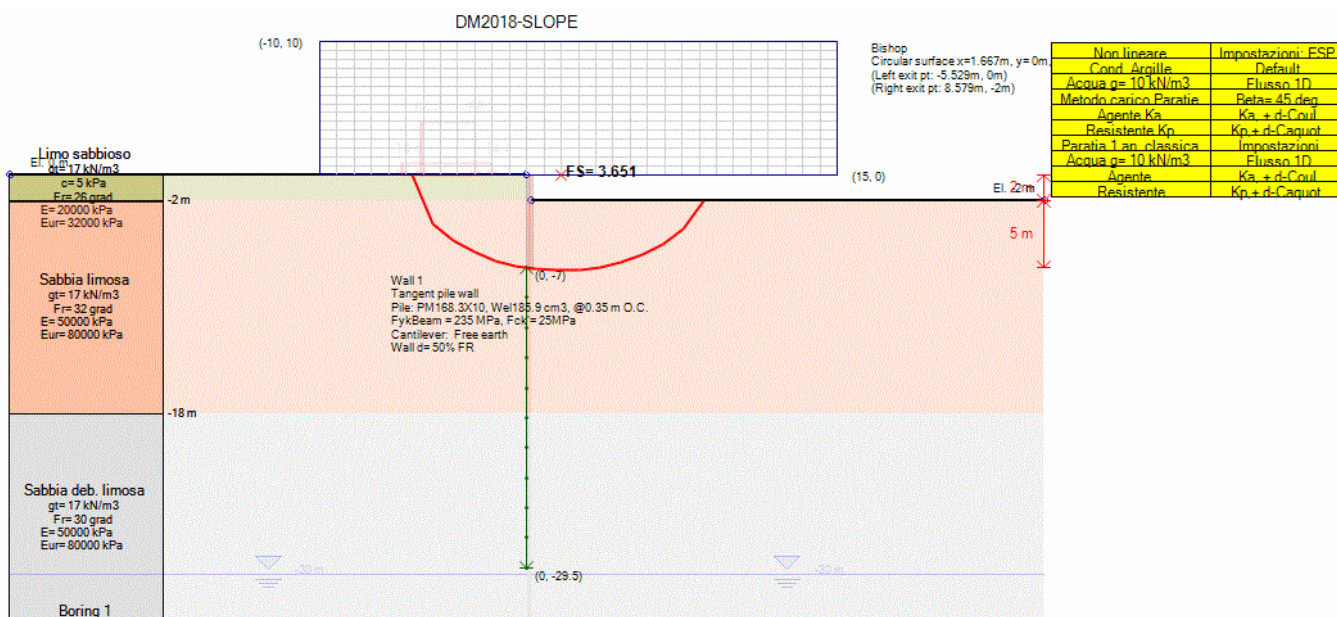 DM2018-SLOPE
(-10, 10)
Bishop
Circular surface x=1.667m, y= 0m,
(Left exit pt: -5.529m, 0m)
(Right exit pt: 8.579m, -2m)
Non lineare Impostazioni: ESP
Cond. Argille Default
Acqua g= 10 kN/m3 Flusso 1D
Metodo carico Paratie Beta= 45 deg
Agente Ka Ka, + d-Coul
Resistente Kp Kp,+ d-Caquot
Paratia 1 an. classica Impostazioni
Acqua g= 10 kN/m3 Flusso 1D
Agente Ka, + d-Coul
Resistente Kp,+ d-Caquot
Limo sabbioso
El. 0 m
gt= 17 kN/m3
c= 5 kPa
Fr= 26 grad
E= 20000 kPa
Eur= 32000 kPa
FS= 3.651
(15, 0)
El. -2 m
2 m
-2 m
5 m
Sabbia limosa
gt= 17 kN/m3
Fr= 32 grad
E= 50000 kPa
Eur= 80000 kPa
(0, -7)
Wall 1
Tangent pile wall
Pile: PM168.3X10, Wel185.9 cm3, @0.35 m O.C.
FykBeam = 235 MPa, Fck = 25MPa
Cantilever: Free earth
Wall d= 50% FR
-18 m
Sabbia deb. limosa
gt= 17 kN/m3
Fr= 30 grad
E= 50000 kPa
Eur= 80000 kPa
-30 m
-30 m
(0, -29.5)
Boring 1